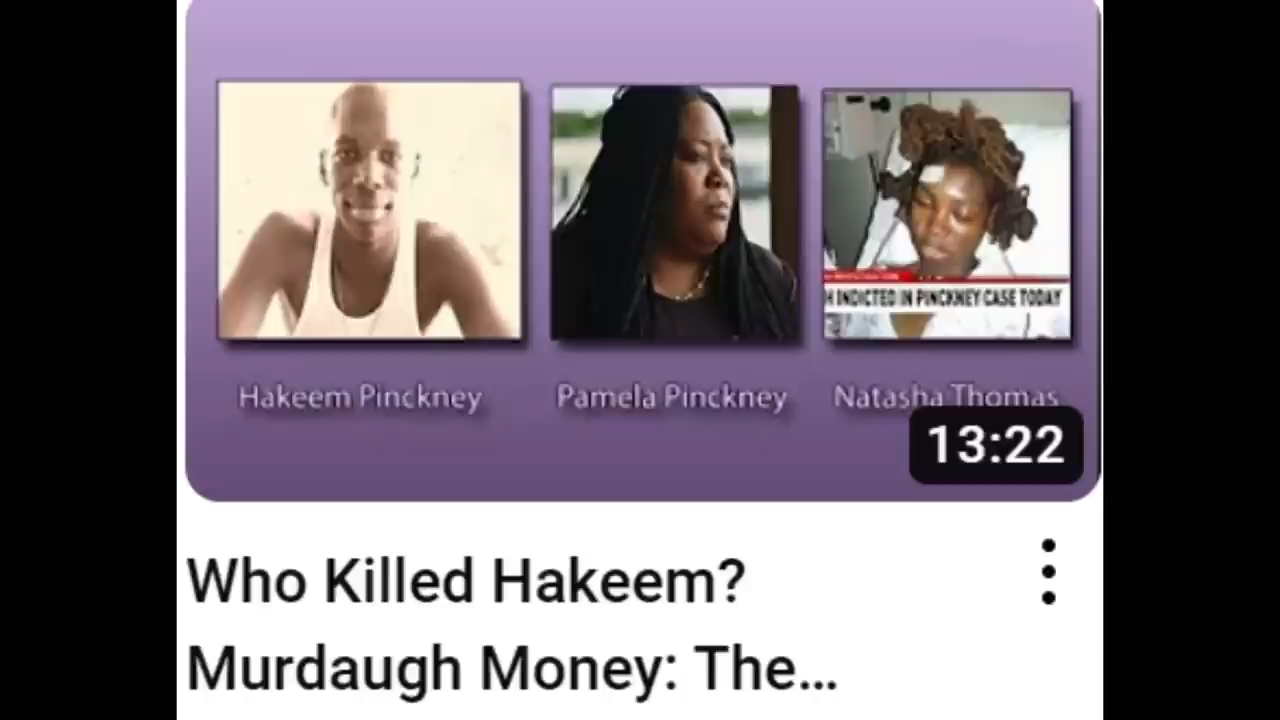 H INDICTED IN PINCKNEY CASE TODAY
Hakeem Pinckney Pamela Pinckney Natasha Thomas
13:22
Who Killed Hakeem?
Murdaugh Money: The...